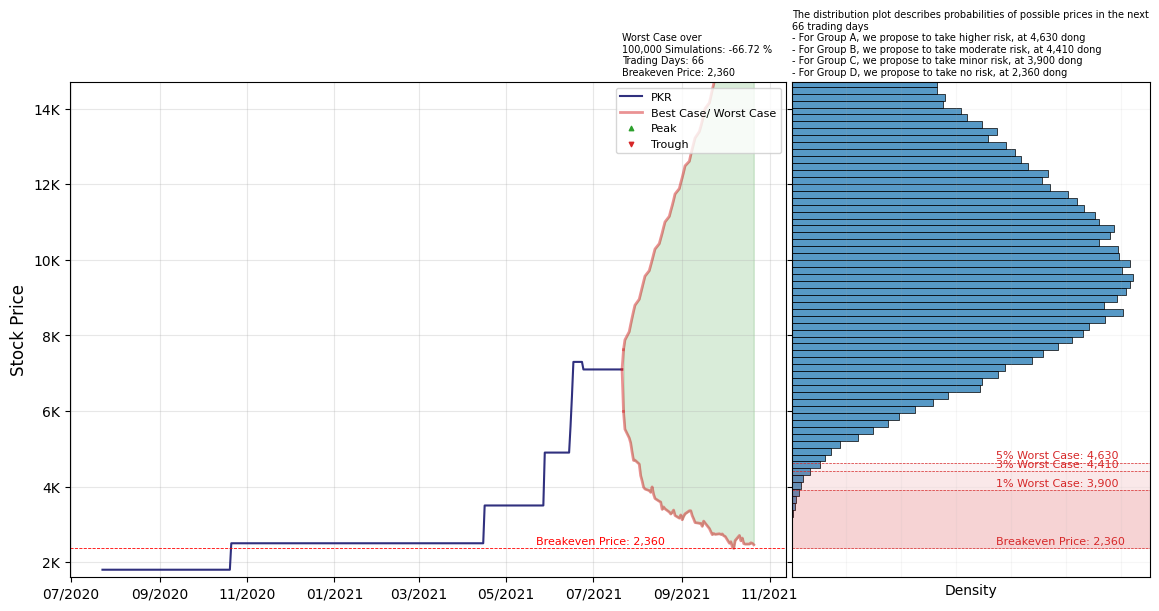 The distribution plot describes probabilities of possible prices in the next
66 trading days
- For Group A, we propose to take higher risk, at 4,630 dong
- For Group B, we propose to take moderate risk, at 4,410 dong
- For Group C, we propose to take minor risk, at 3,900 dong
- For Group D, we propose to take no risk, at 2,360 dong
Worst Case over
100,000 Simulations: -66.72 %
Trading Days: 66
Breakeven Price: 2,360
PKR
Best Case/ Worst Case
Peak
Trough
Stock Price
14K
12K
10K
8K
6K
4K
2K
Breakeven Price: 2,360
07/2020
09/2020
11/2020
01/2021
03/2021
05/2021
07/2021
09/2021
11/2021
5% Worst Case: 4,630
3% Worst Case: 4,410
1% Worst Case: 3,900
Breakeven Price: 2,360
Density